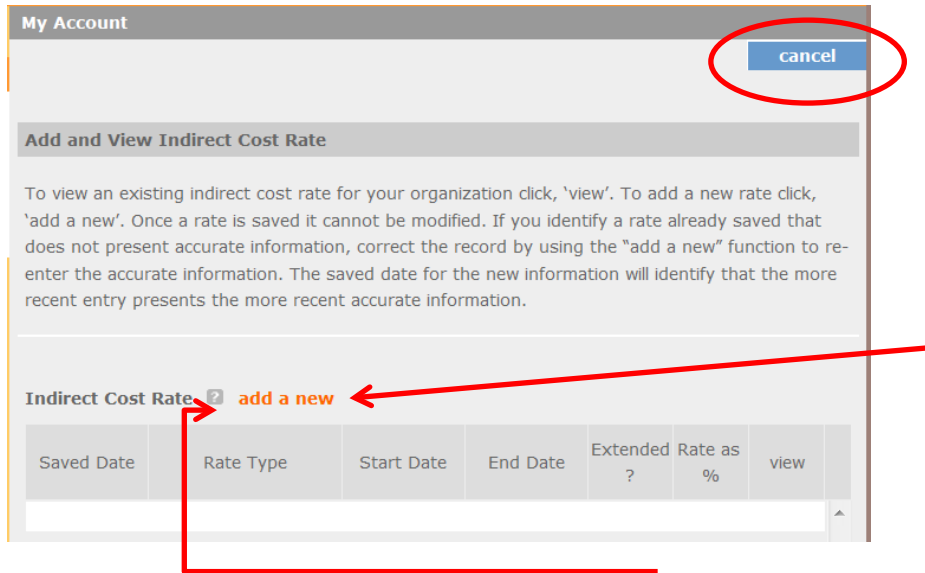 My Account
cancel
Add and View Indirect Cost Rate
To view an existing indirect cost rate for your organization click, ‘view’. To add a new rate click,
‘add a new’. Once a rate is saved it cannot be modified. If you identify a rate already saved that
does not present accurate information, correct the record by using the “add a new” function to re-
enter the accurate information. The saved date for the new information will identify that the more
recent entry presents the more recent accurate information.
Indirect Cost Rate ? add a new
Saved Date Rate Type Start Date End Date Extended ? Rate as % view